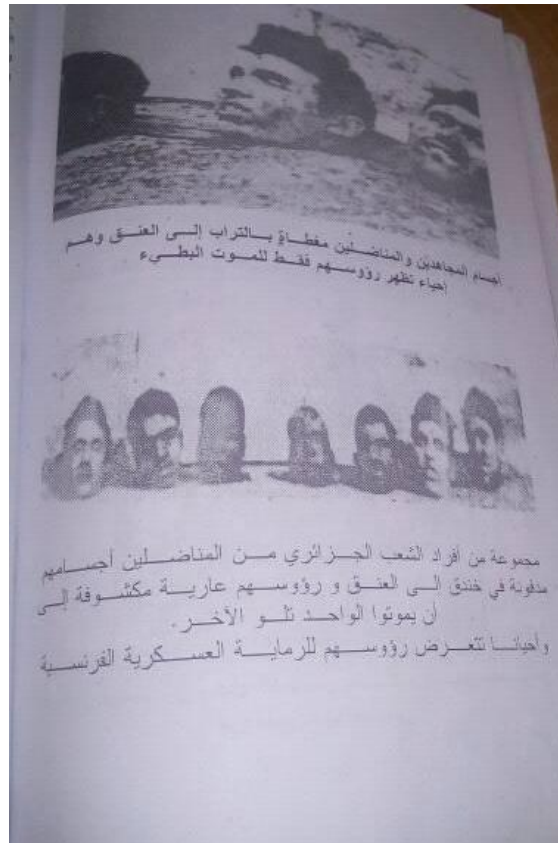 أجسام المجاهدين والمناضلين مغطاة بالتراب إلى العنق وهم
أحياء تظهر رؤوسهم فقط للموت البطيء
مجموعة من أفراد الشعب الجزائري من المناضلين أجسامهم
مدفونة في خندق الى العنق و رؤوسهم عارية مكشوفة إلى
أن يموتوا الواحد تلو الآخر.
وأحيانا تتعرض رؤوسهم للرماية العسكرية الفرنسية